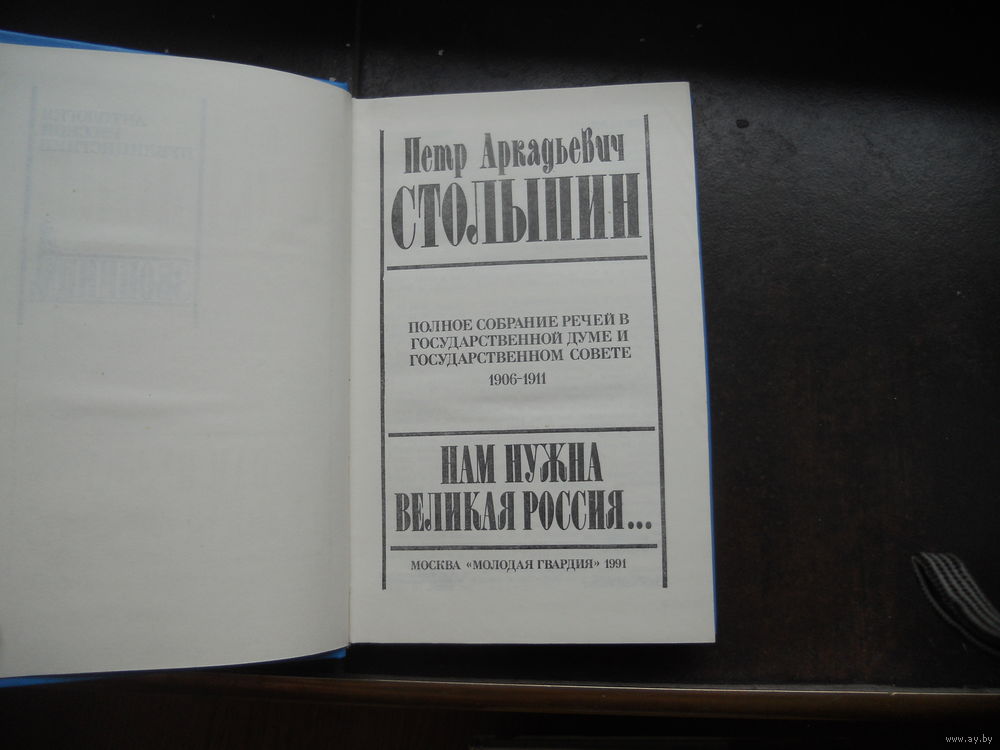 Петр Аркадьевич
СТОЛЫПИН
ПОЛНОЕ СОБРАНИЕ РЕЧЕЙ В
ГОСУДАРСТВЕННОЙ ДУМЕ И
ГОСУДАРСТВЕННОМ СОВЕТЕ
1906-1911
НАМ НУЖНА
ВЕЛИКАЯ РОССИЯ...
МОСКВА «МОЛОДАЯ ГВАРДИЯ» 1991
www.ay.by